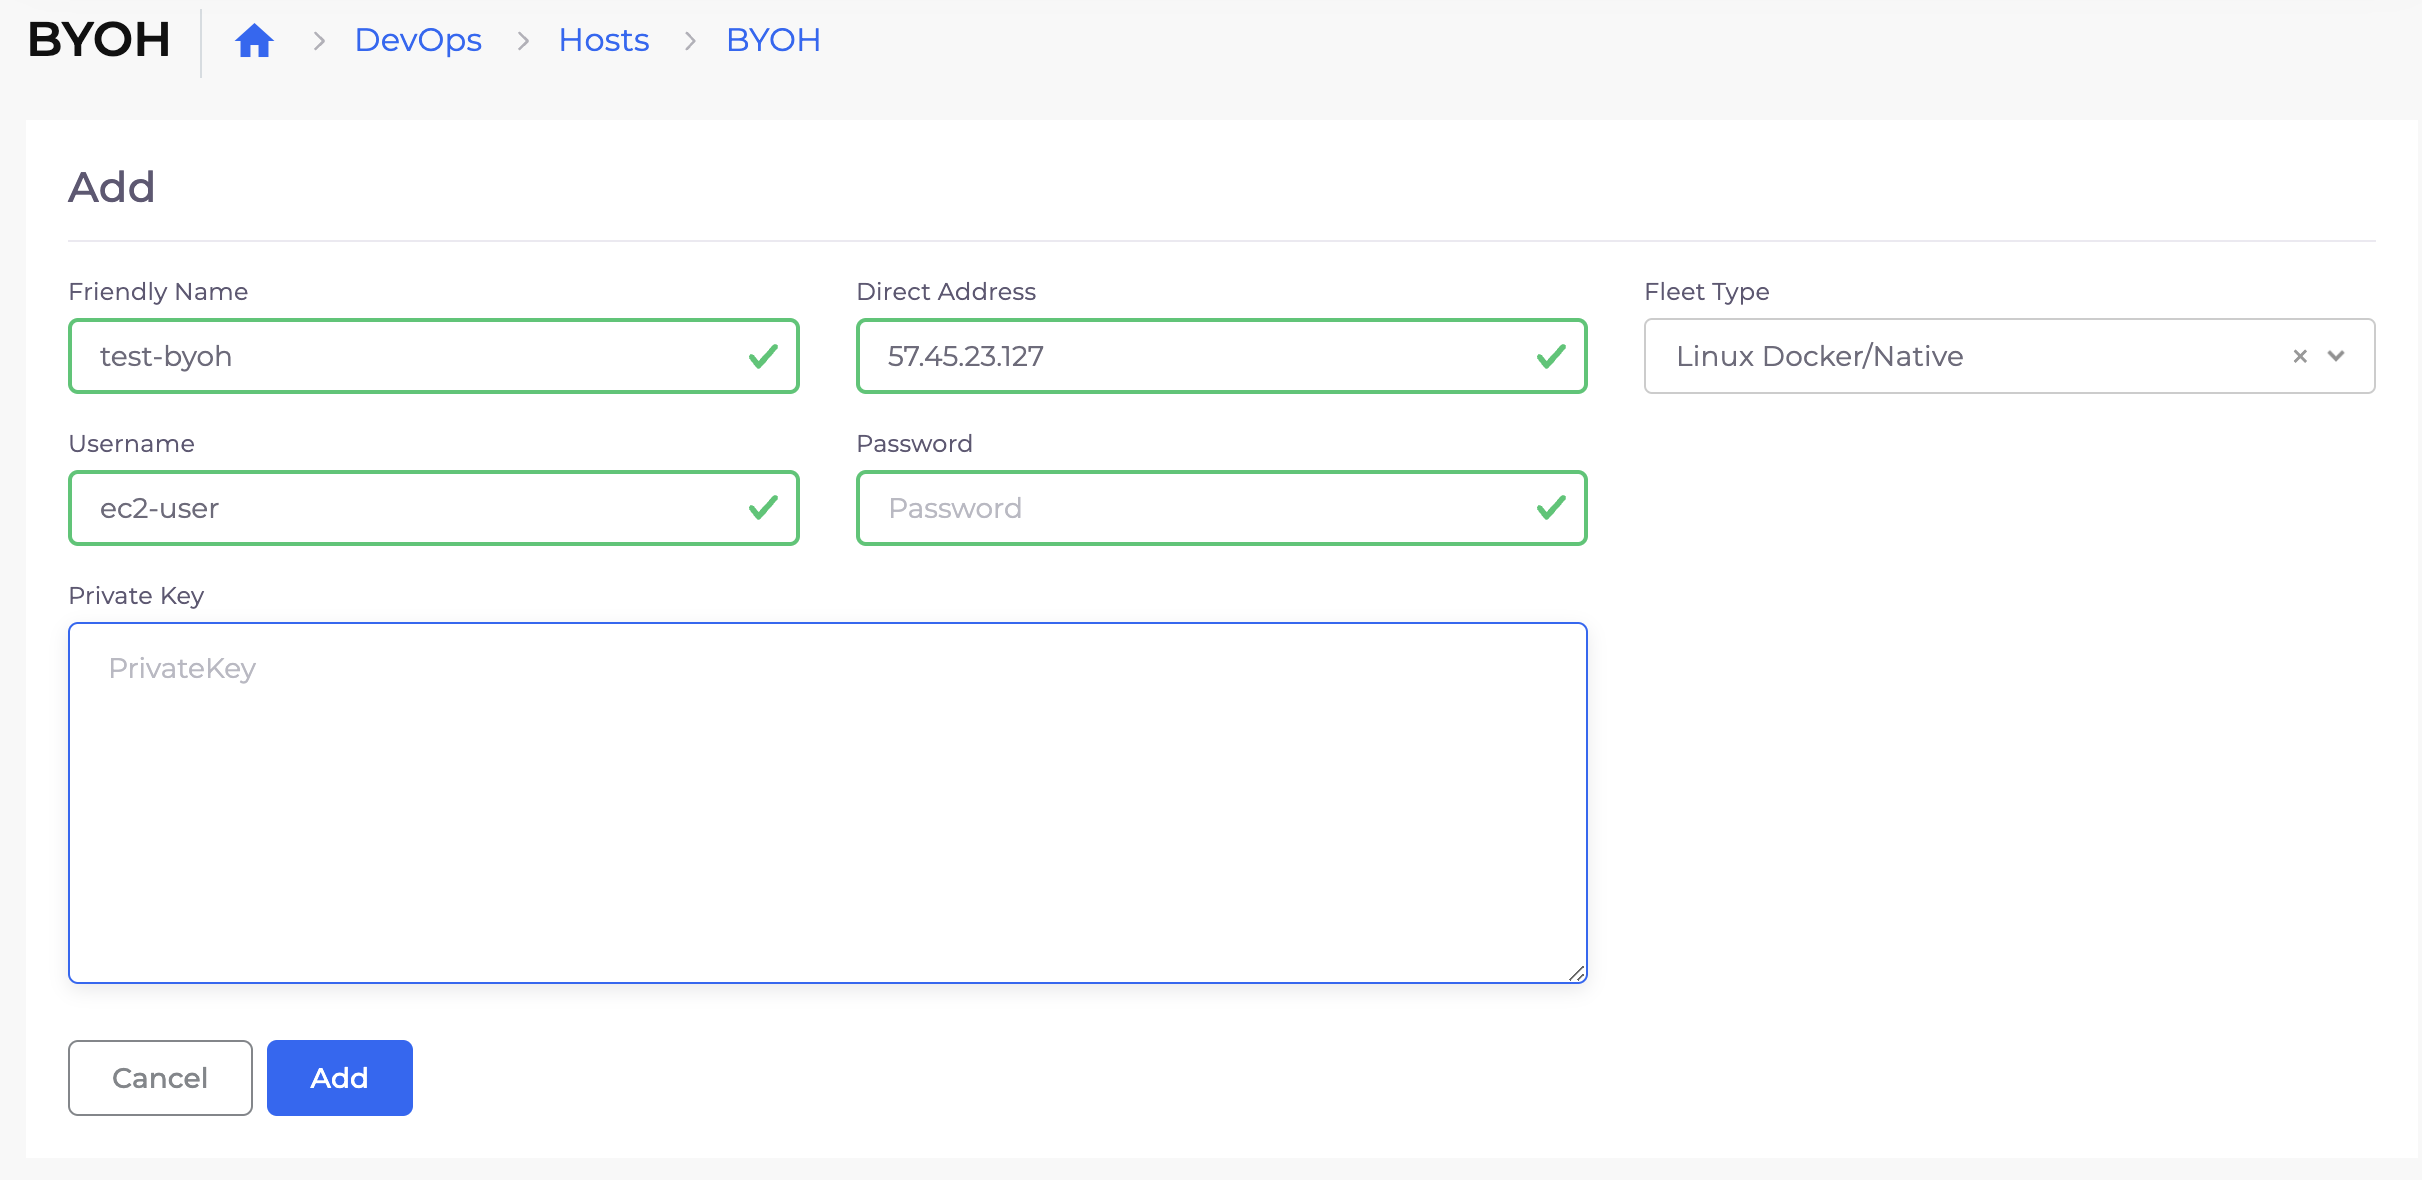 BYOH
DevOps > Hosts > BYOH
Add
Friendly Name
test-byoh
Direct Address
57.45.23.127
Fleet Type
Linux Docker/Native
Username
ec2-user
Password
Password
Private Key
PrivateKey
Cancel
Add